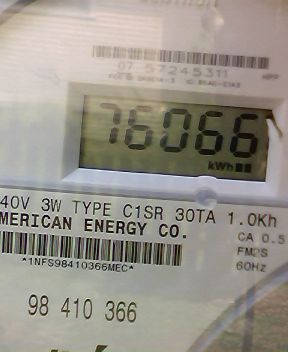 07 57245311
76066
kWh
40V 3W TYPE C1SR 30TA 1.0Kh
MERICAN ENERGY CO.
CA 0.5
FM2S
60Hz
*1NFS98410366MEC*
98 410 366